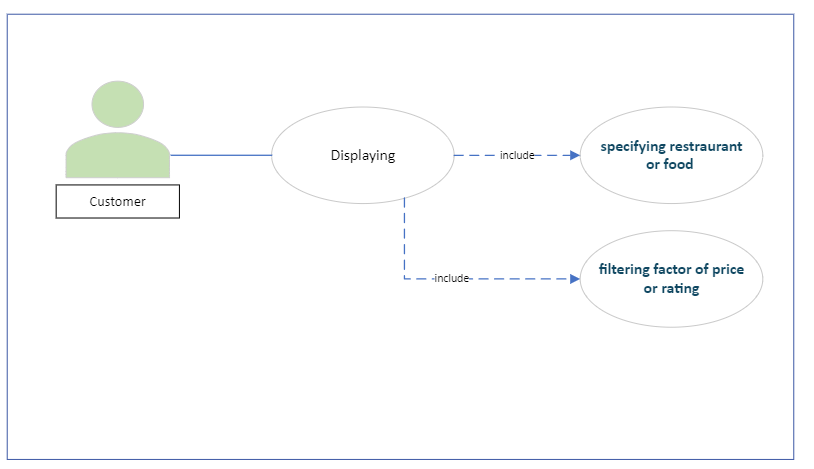 Customer
Displaying
include
specifying restraurant
or food
include
filtering factor of price
or rating